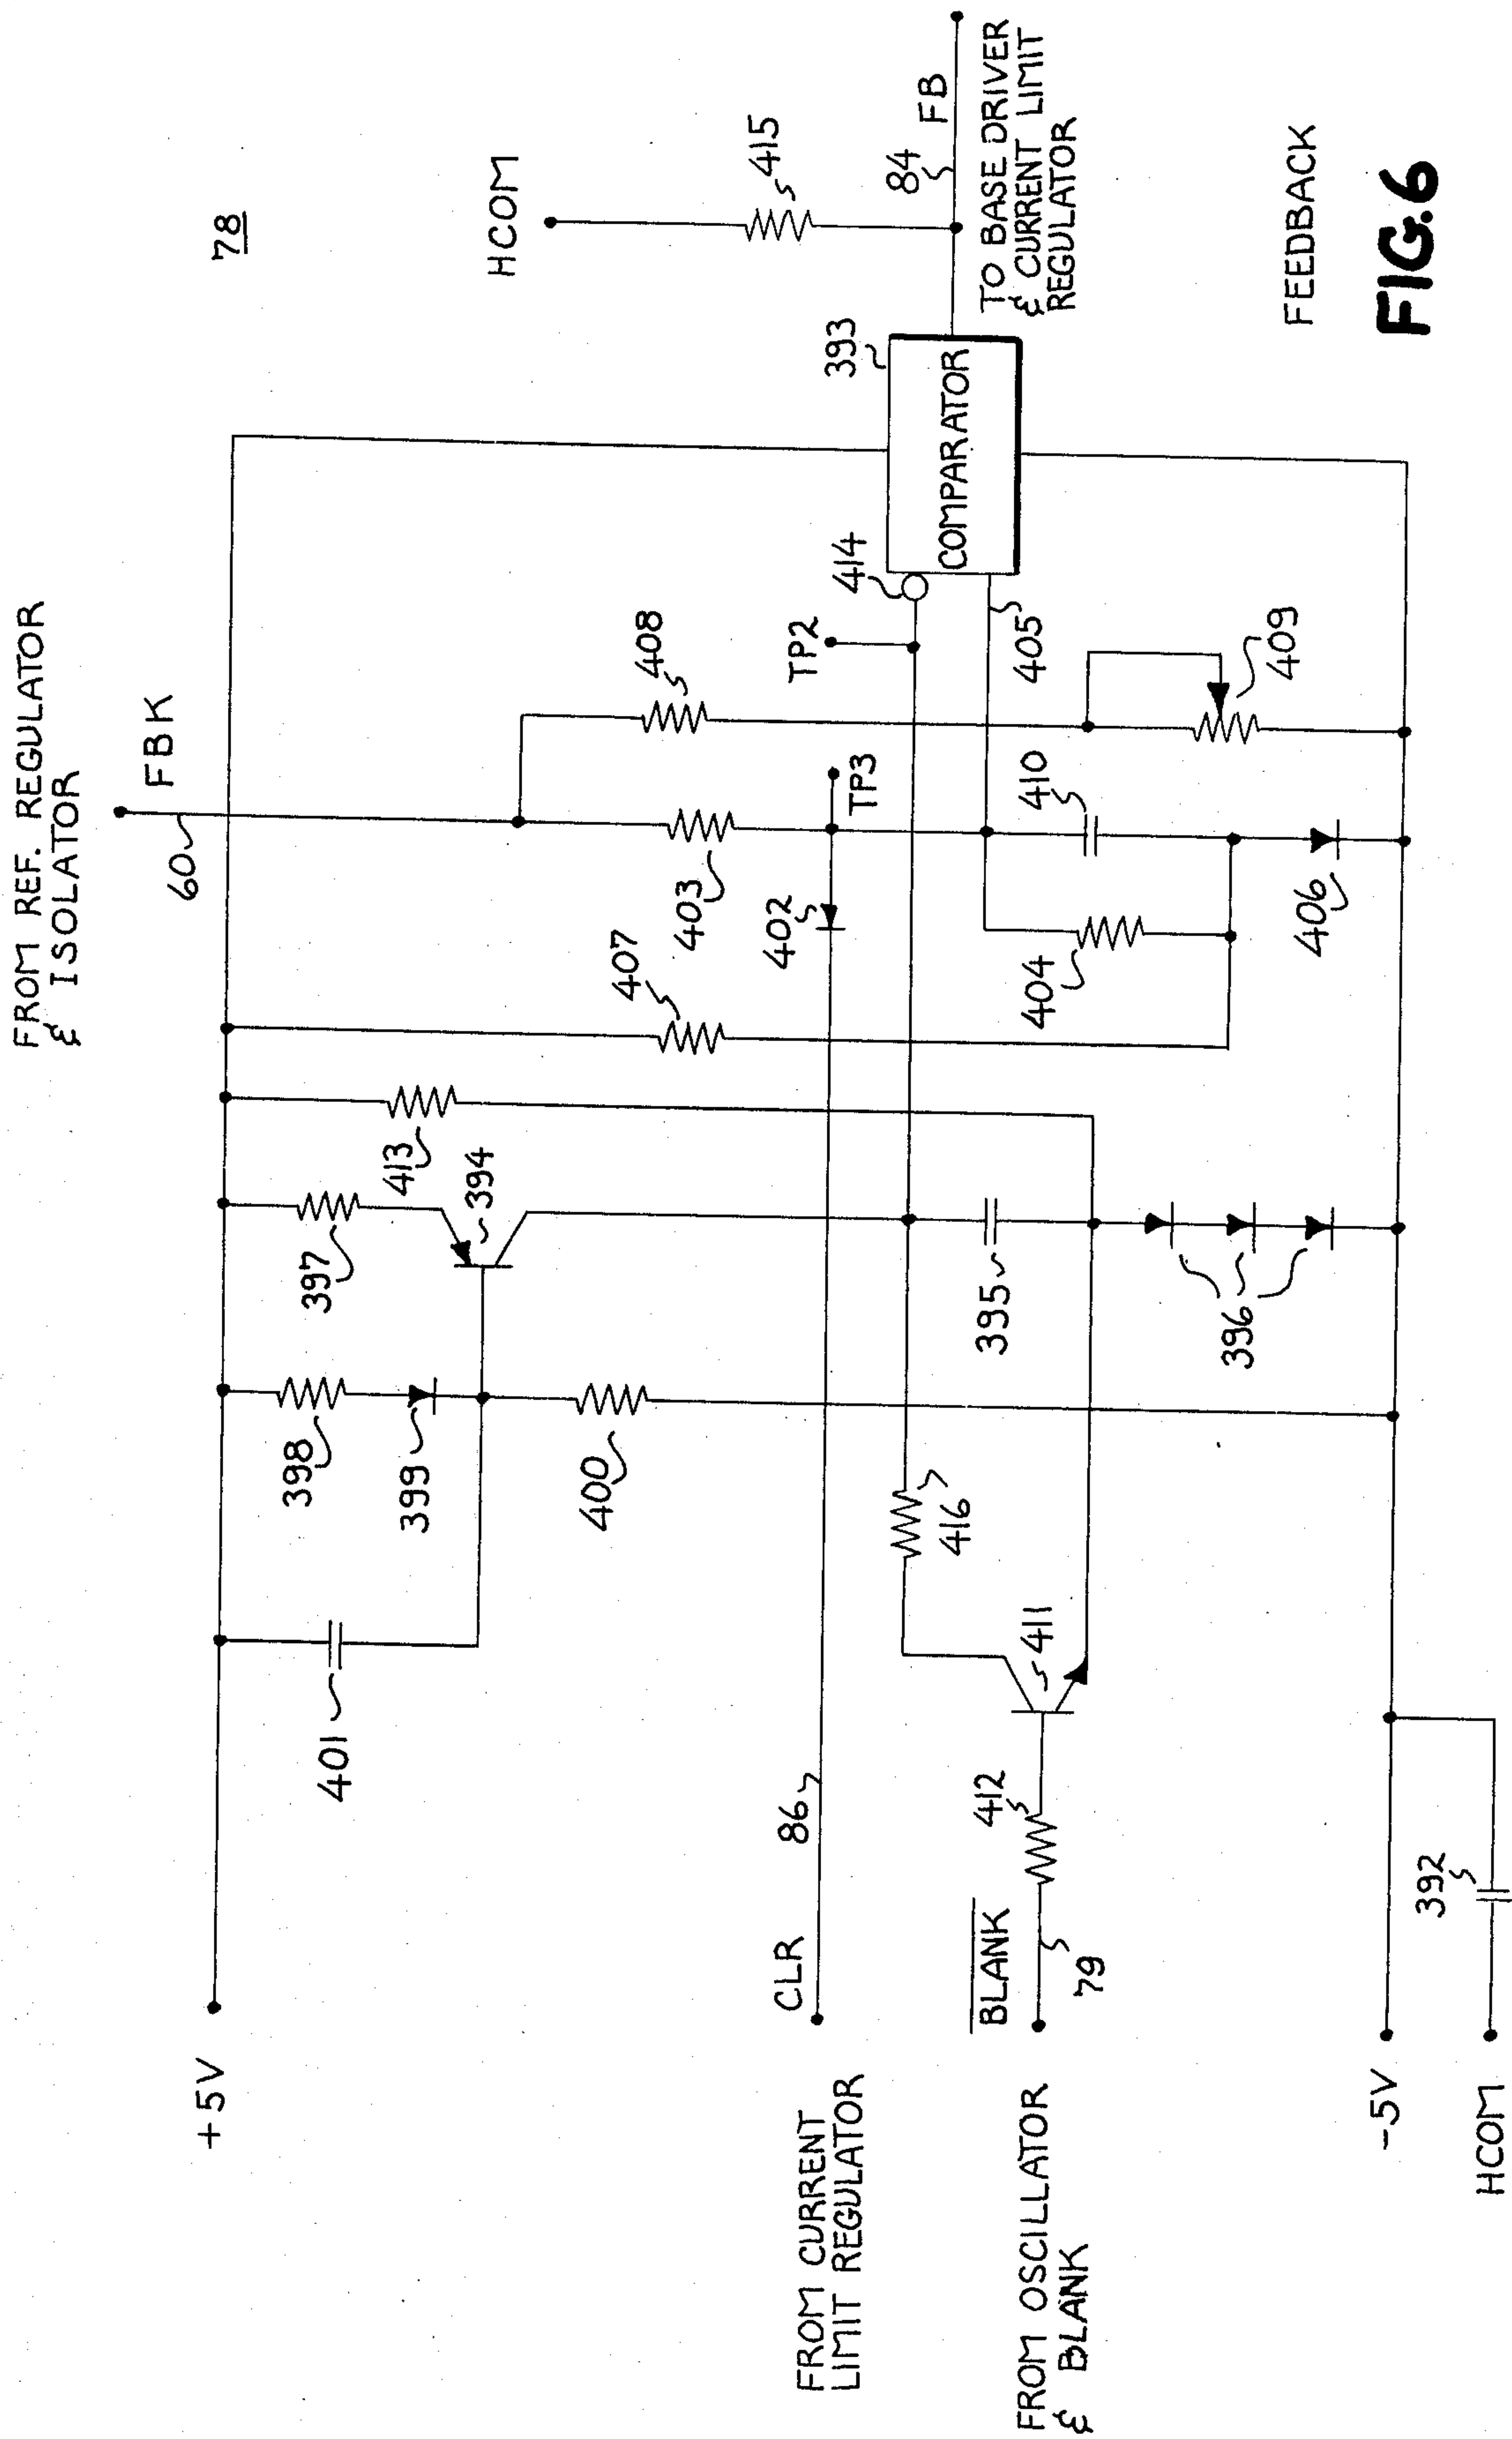 FROM REF. REGULATOR
& ISOLATOR
FBK
60
78
+5V
401
398
399
400
397
394
413
407
403
408
HCOM
415
CLR
86
402
TP3
TP2
414
393
COMPARATOR
84
FB
TO BASE DRIVER
& CURRENT LIMIT
REGULATOR
FROM CURRENT
LIMIT REGULATOR
416
411
412
BLANK
79
FROM OSCILLATOR
& BLANK
395
396
404
410
405
406
409
-5V
392
HCOM
FEEDBACK
FIG.6